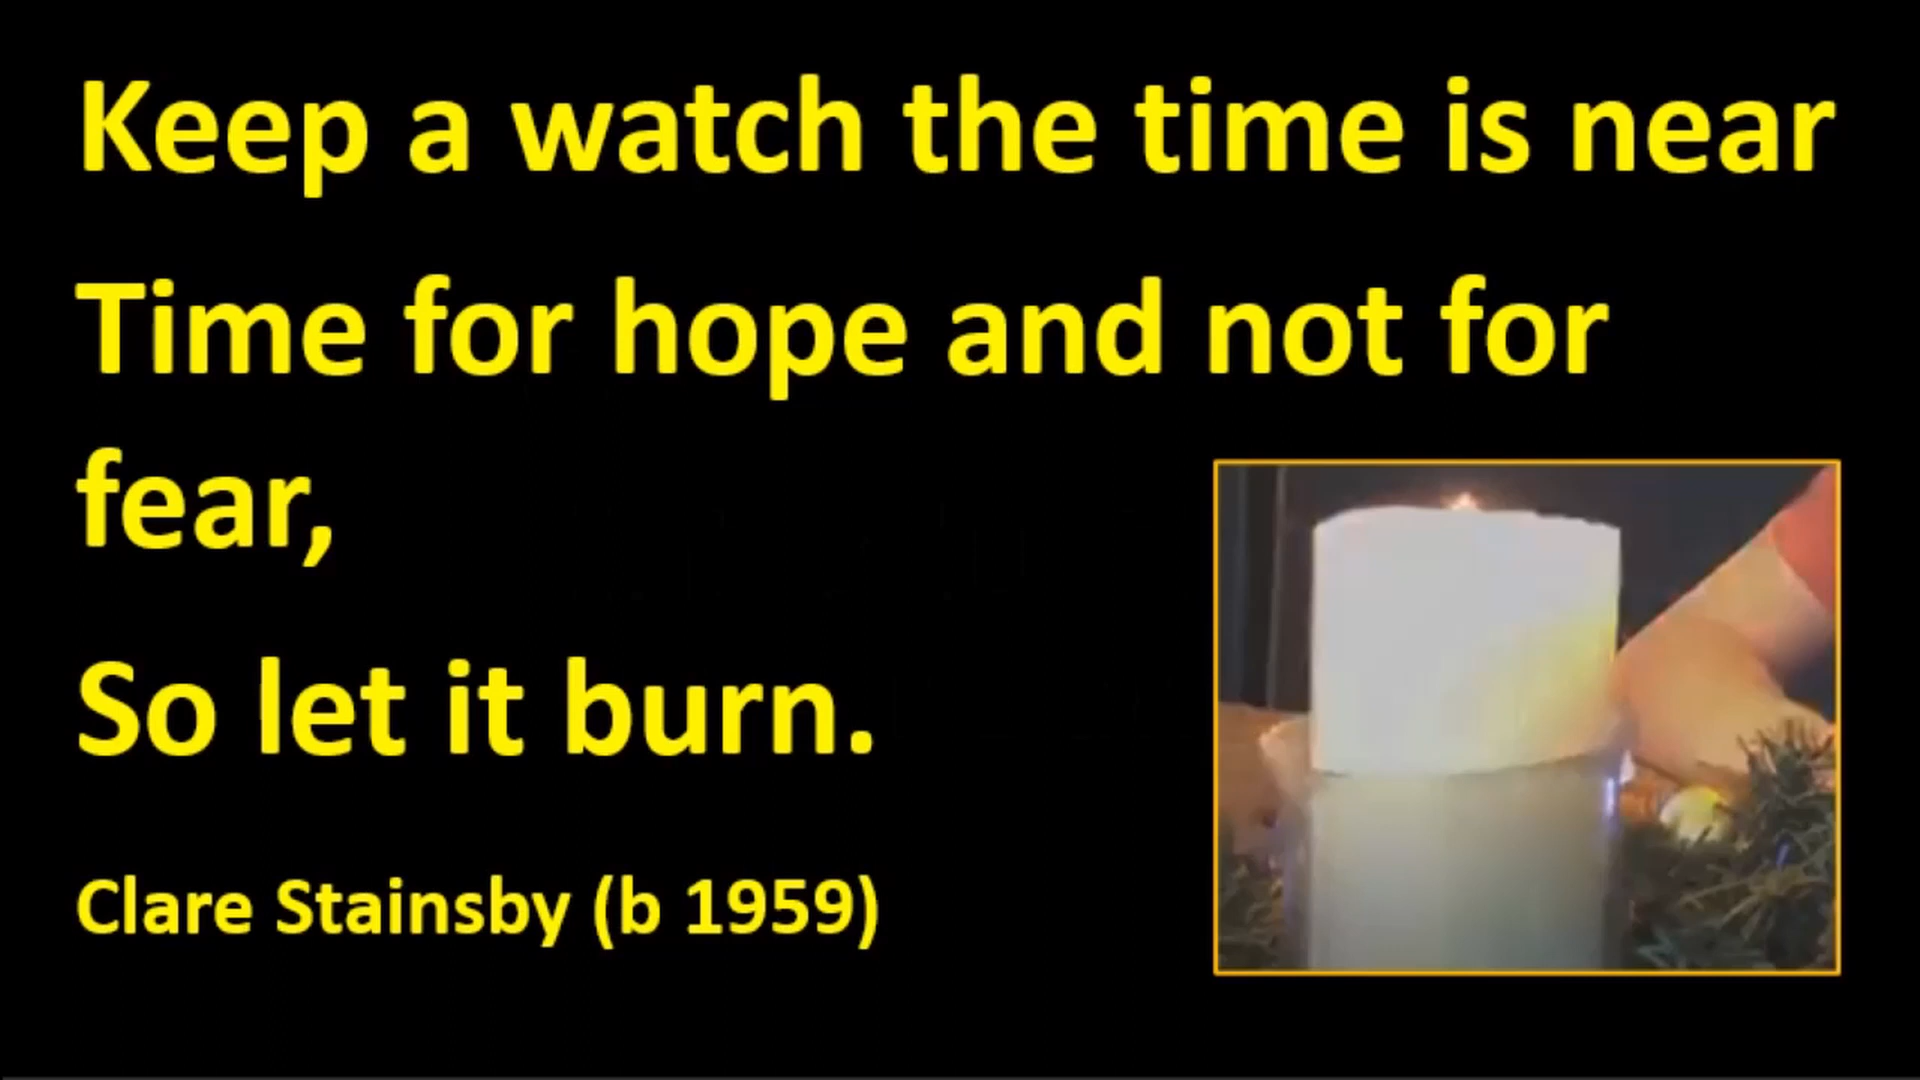 Keep a watch the time is near
Time for hope and not for
fear,
So let it burn.
Clare Stainsby (b 1959)